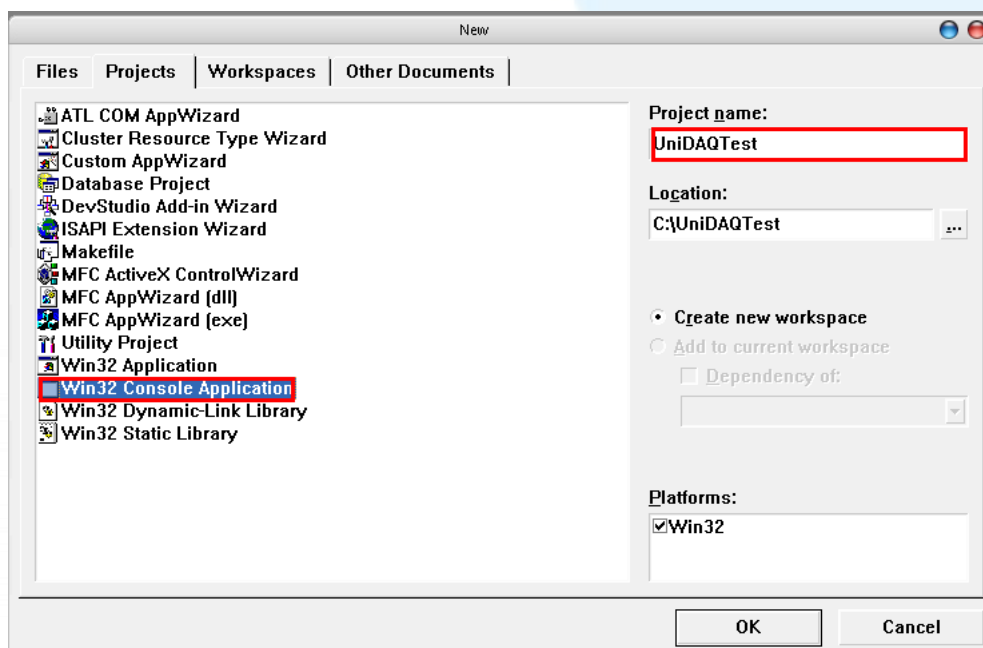 New
Files Projects Workspaces Other Documents
ATL COM AppWizard
Cluster Resource Type Wizard
Custom AppWizard
Database Project
DevStudio Add-in Wizard
ISAPI Extension Wizard
Makefile
MFC ActiveX ControlWizard
MFC AppWizard (dll)
MFC AppWizard (exe)
Utility Project
Win32 Application
Win32 Console Application
Win32 Dynamic-Link Library
Win32 Static Library
Project name:
UniDAQTest
Location:
C:\UniDAQTest
...
Create new workspace
Add to current workspace
Dependency of:
Platforms:
Win32
OK Cancel